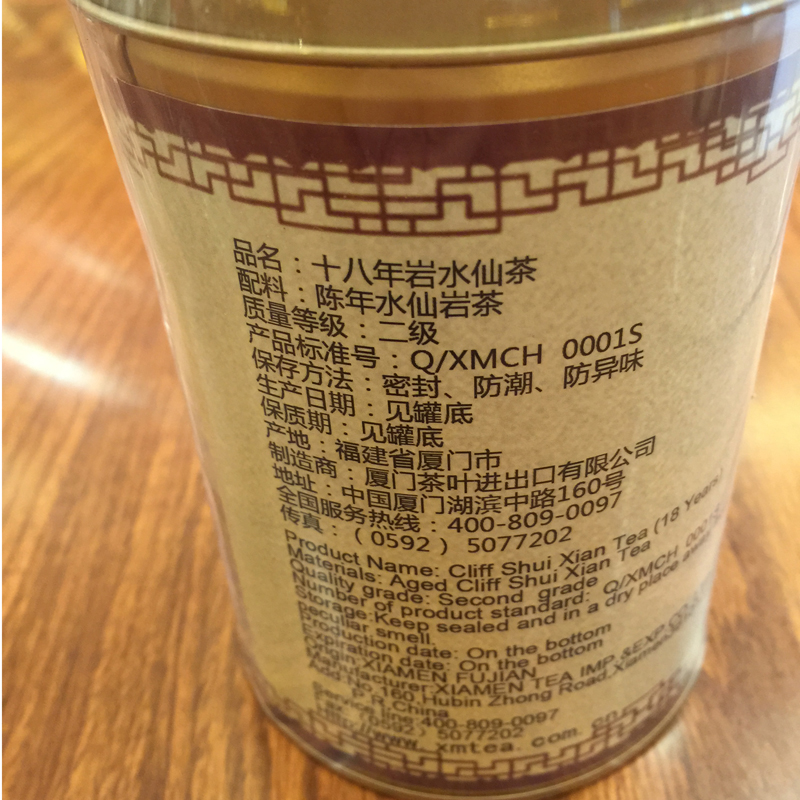 品名：十八年岩水仙茶
配料：陈年水仙岩茶
质量等级：二级
产品标准号：Q/XMCH 0001S
保存方法：密封、防潮、防异味
生产日期：见罐底
保质期：见罐底
产地：福建省厦门市
制造商：厦门茶叶进出口有限公司
地址：中国厦门湖滨中路160号
全国服务热线：400-809-0097
传真：（0592）5077202
Product Name: Cliff Shui Xian Tea (18 Years)
Materials: Aged Cliff Shui Xian Tea
Quality grade: Second grade
Number of product standard: Q/XMCH 0001S
Storage:Keep sealed and in a dry place away
peculiar smell.
Production date: On the bottom
Expiration date: On the bottom
Origin:XIAMEN FUJIAN
Manufacturer:XIAMEN TEA IMP.&EXP.CO.
Add:No.160,Hubin Zhong Road,Xiamen
P.R.China
Service line:400-809-0097
Fax:(0592) 5077202
Http://www.xmtea.com.cn